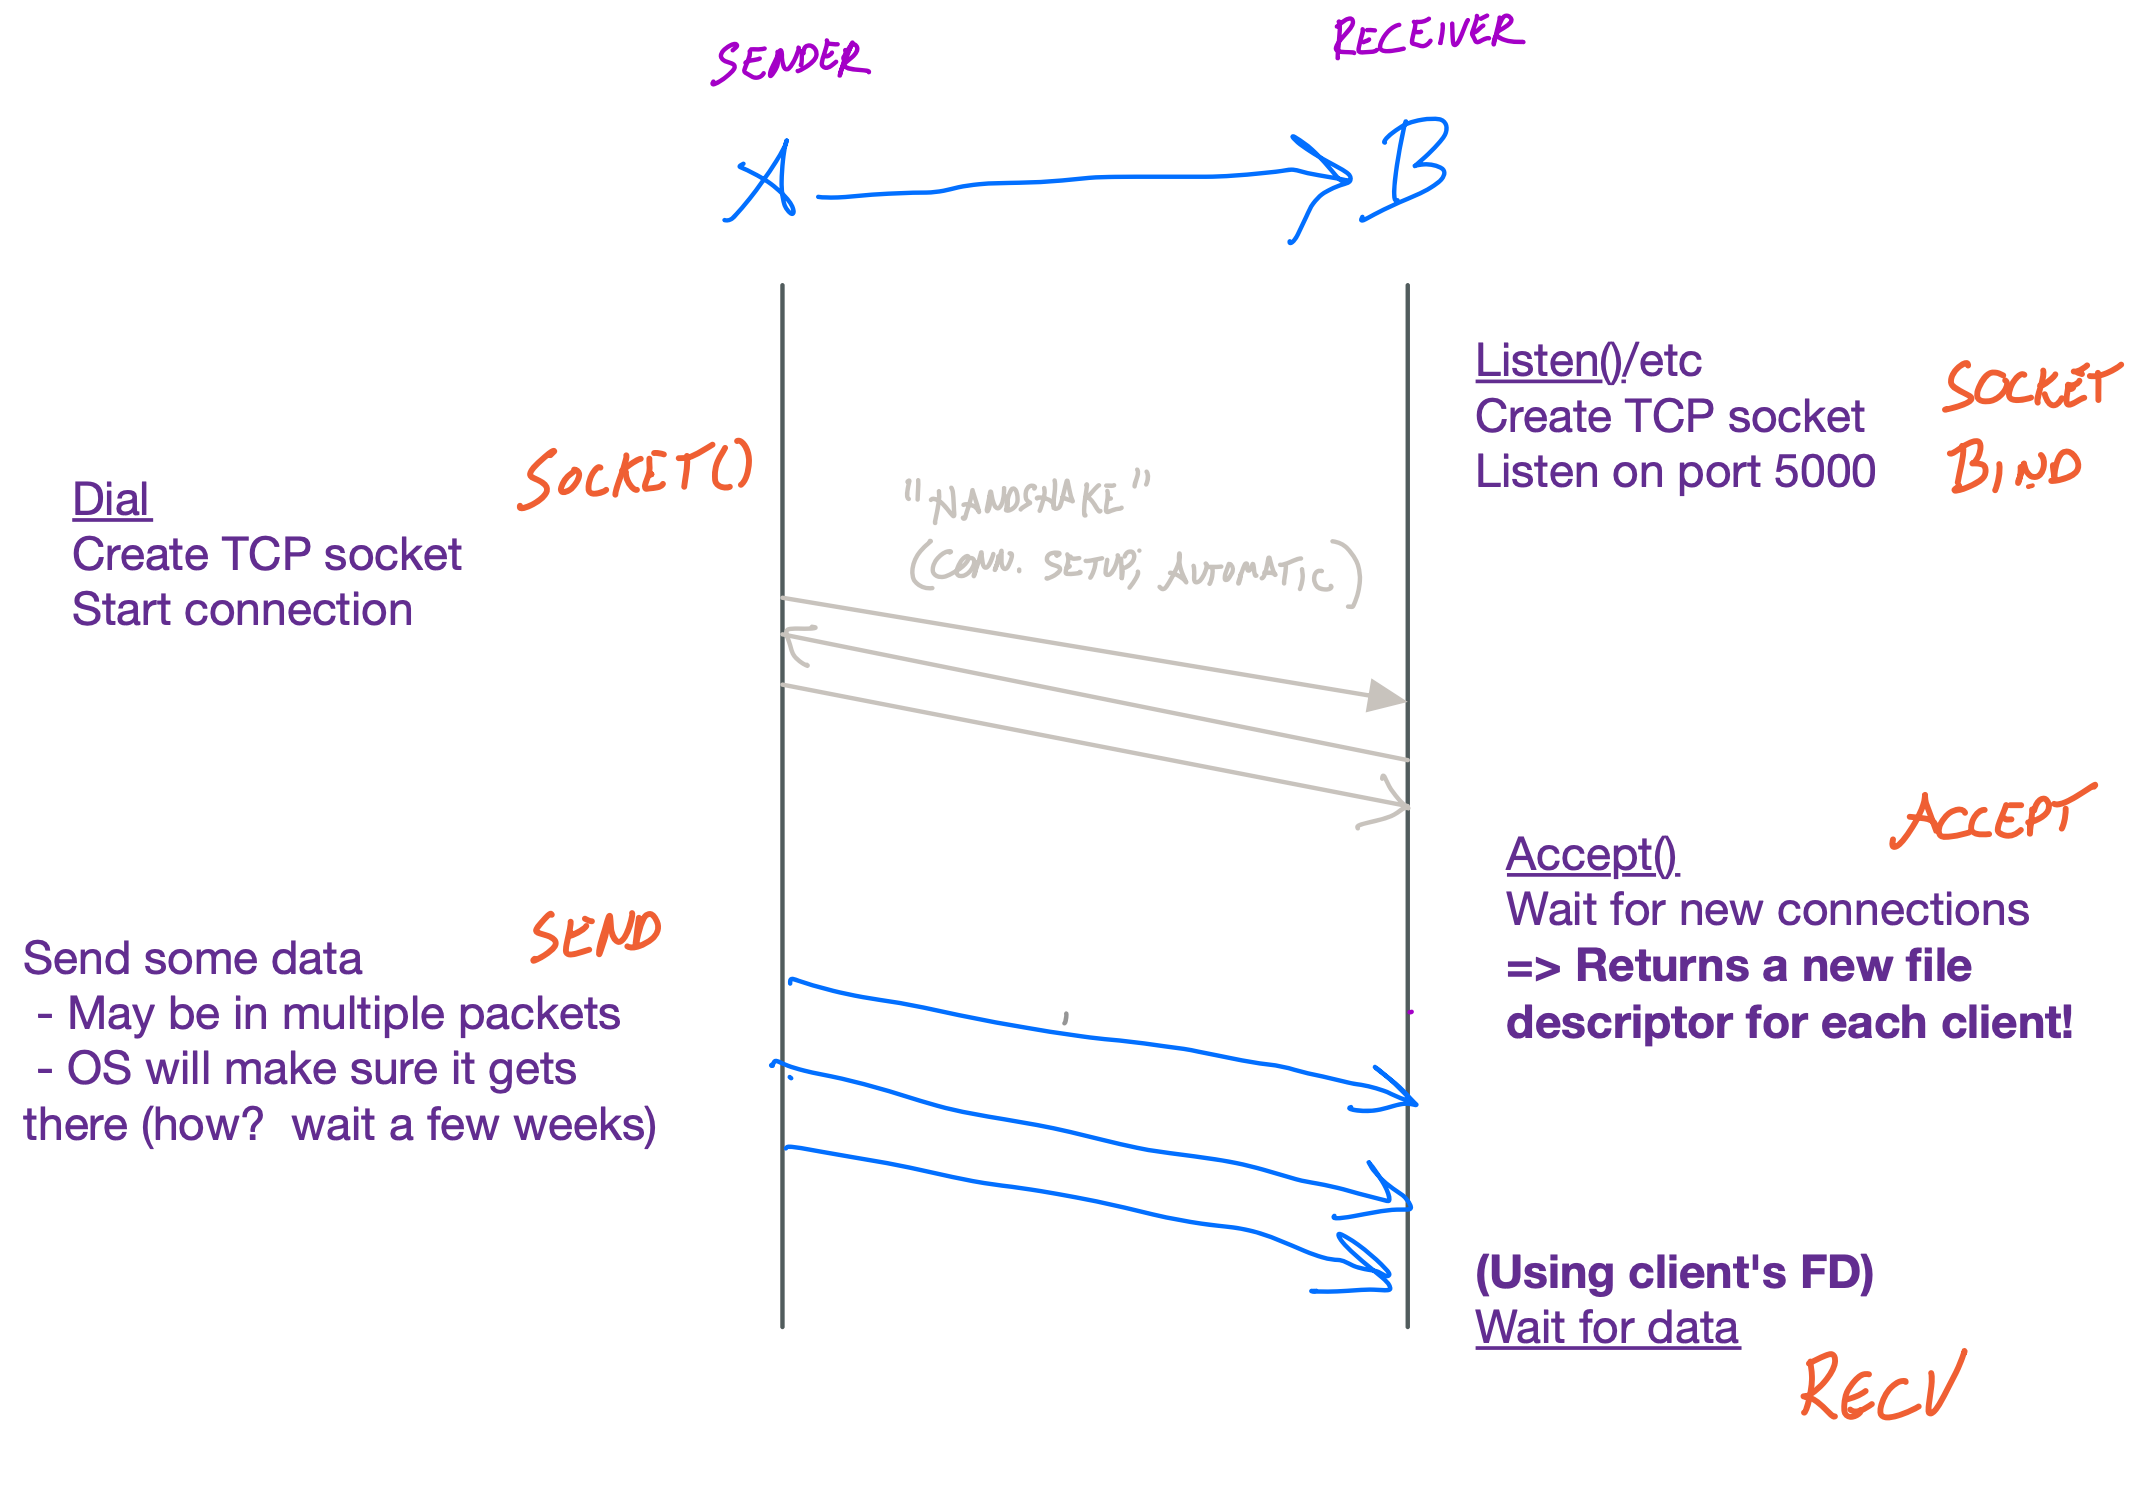 SENDER
RECEIVER
A
B
Listen()/etc
Create TCP socket
Listen on port 5000
SOCKET
BIND
SOCKET()
Dial
Create TCP socket
Start connection
"HANDSHAKE"
(CONN. SETUP; AUTOMATIC)
ACCEPT
Accept()
Wait for new connections
=> Returns a new file
descriptor for each client!
SEND
Send some data
- May be in multiple packets
- OS will make sure it gets
there (how?  wait a few weeks)
(Using client's FD)
Wait for data
RECV